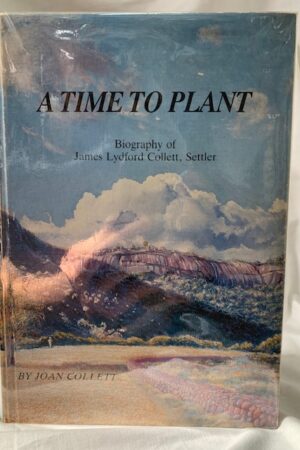 A TIME TO PLANT
Biography of
James Lydford Collett, Settler
BY JOAN COLLETT